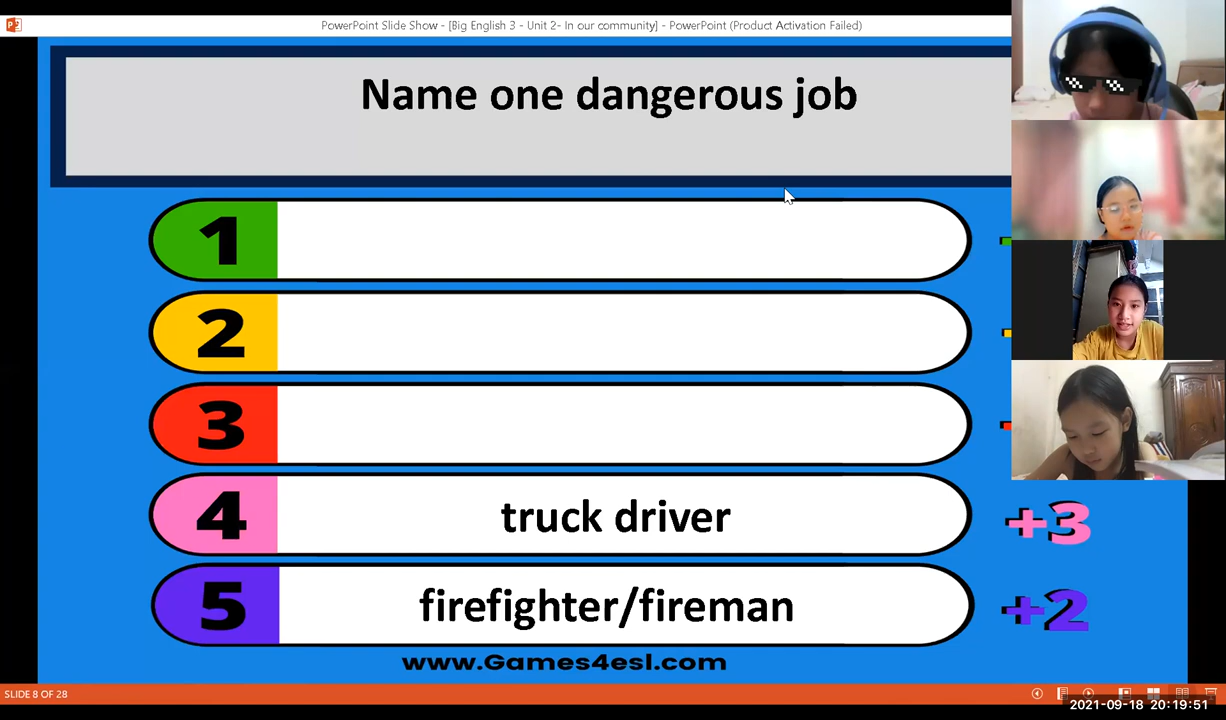 PowerPoint Slide Show - [Big English 3 - Unit 2- In our community] - PowerPoint (Product Activation Failed)
Name one dangerous job
1
2
3
4 truck driver +3
5 firefighter/fireman +2
www.Games4esl.com
SLIDE 8 OF 28
2021-09-18 20:19:51